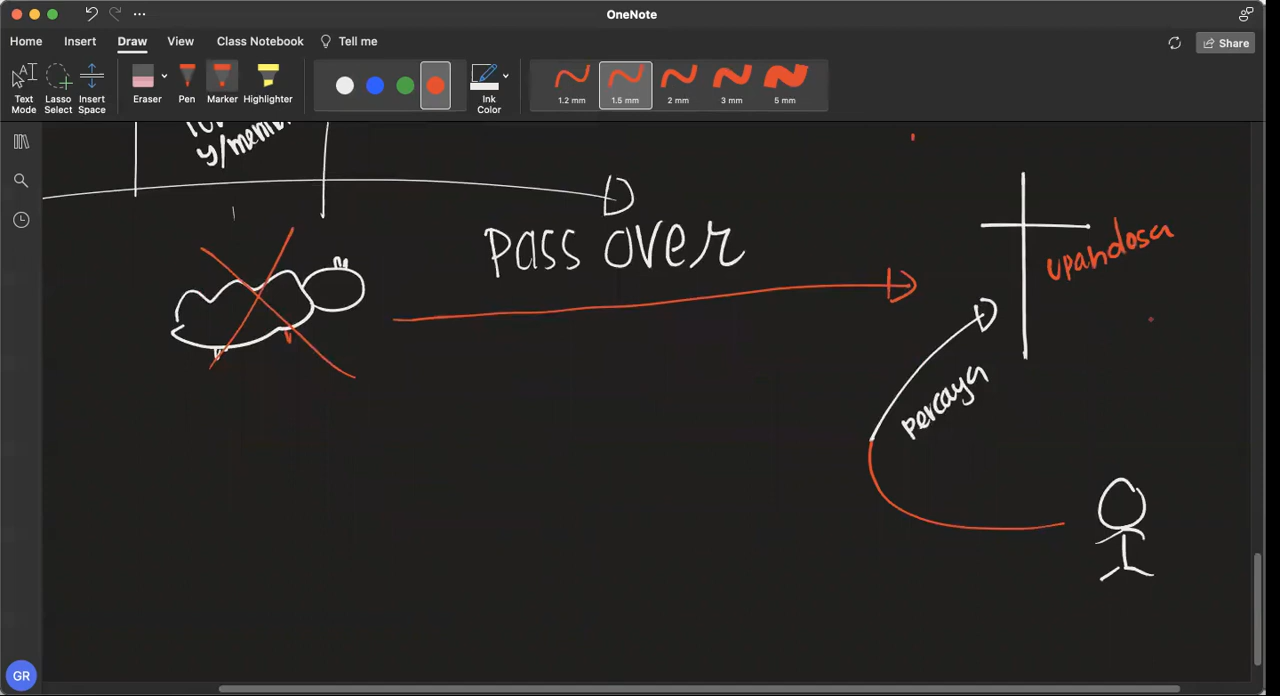 OneNote
Home Insert Draw View Class Notebook Tell me
Share
Text Mode
Lasso Select
Insert Space
Eraser
Pen
Marker
Highlighter
Ink Color
1.2 mm
1.5 mm
2 mm
3 mm
5 mm
Pass over
upahdosa
percaya
GR